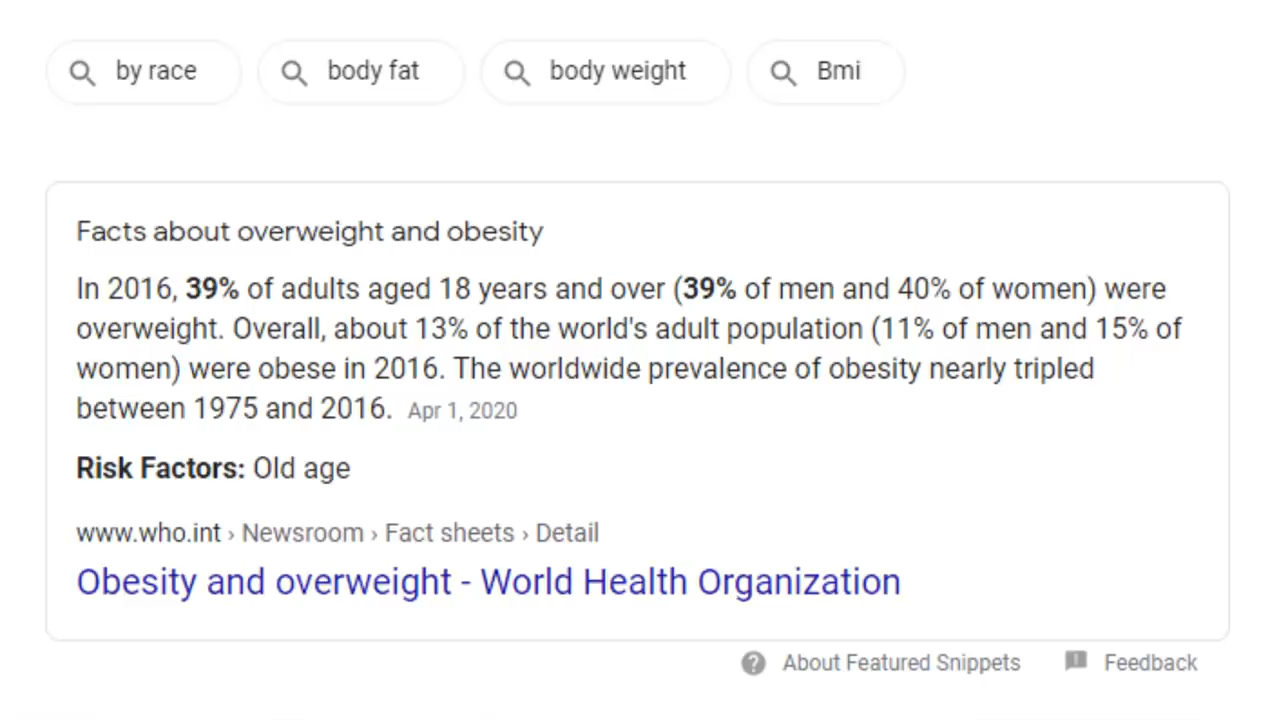 by race body fat body weight Bmi
Facts about overweight and obesity
In 2016, 39% of adults aged 18 years and over (39% of men and 40% of women) were
overweight. Overall, about 13% of the world's adult population (11% of men and 15% of
women) were obese in 2016. The worldwide prevalence of obesity nearly tripled
between 1975 and 2016. Apr 1, 2020
Risk Factors: Old age
www.who.int › Newsroom › Fact sheets › Detail
Obesity and overweight - World Health Organization
About Featured Snippets Feedback